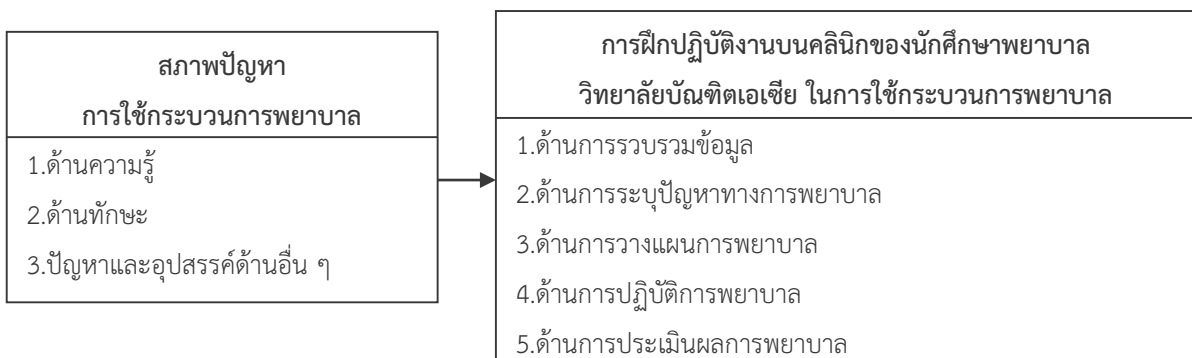 สภาพปัญหา
การใช้กระบวนการพยาบาล
1.ด้านความรู้
2.ด้านทักษะ
3.ปัญหาและอุปสรรค์ด้านอื่น ๆ
การฝึกปฏิบัติงานบนคลินิกของนักศึกษาพยาบาล
วิทยาลัยบัณฑิตเอเซีย ในการใช้กระบวนการพยาบาล
1.ด้านการรวบรวมข้อมูล
2.ด้านการระบุปัญหาทางการพยาบาล
3.ด้านการวางแผนการพยาบาล
4.ด้านการปฏิบัติการพยาบาล
5.ด้านการประเมินผลการพยาบาล